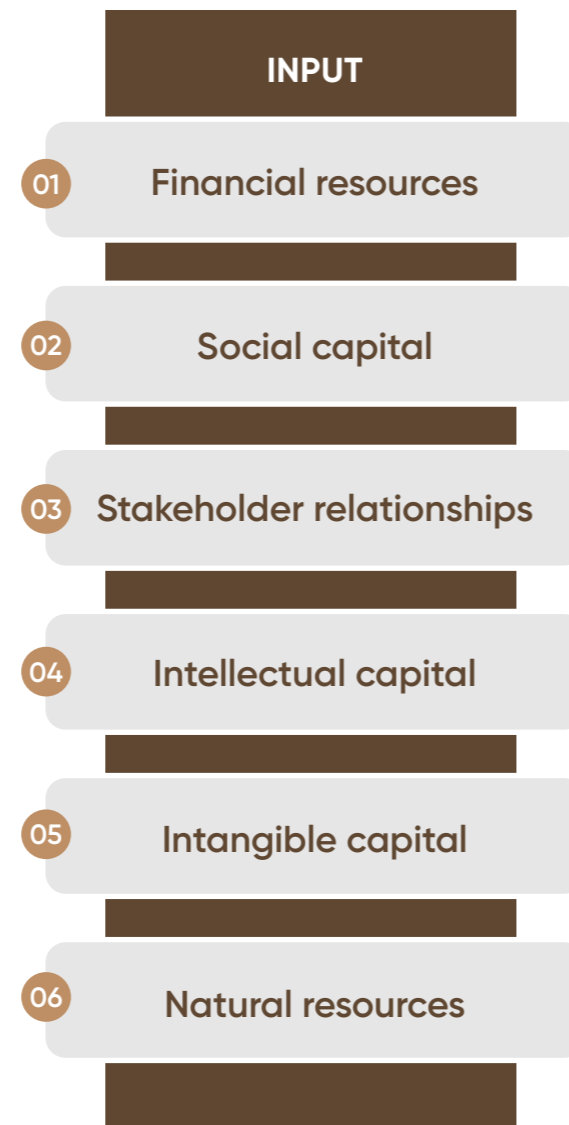 INPUT
01 Financial resources
02 Social capital
03 Stakeholder relationships
04 Intellectual capital
05 Intangible capital
06 Natural resources